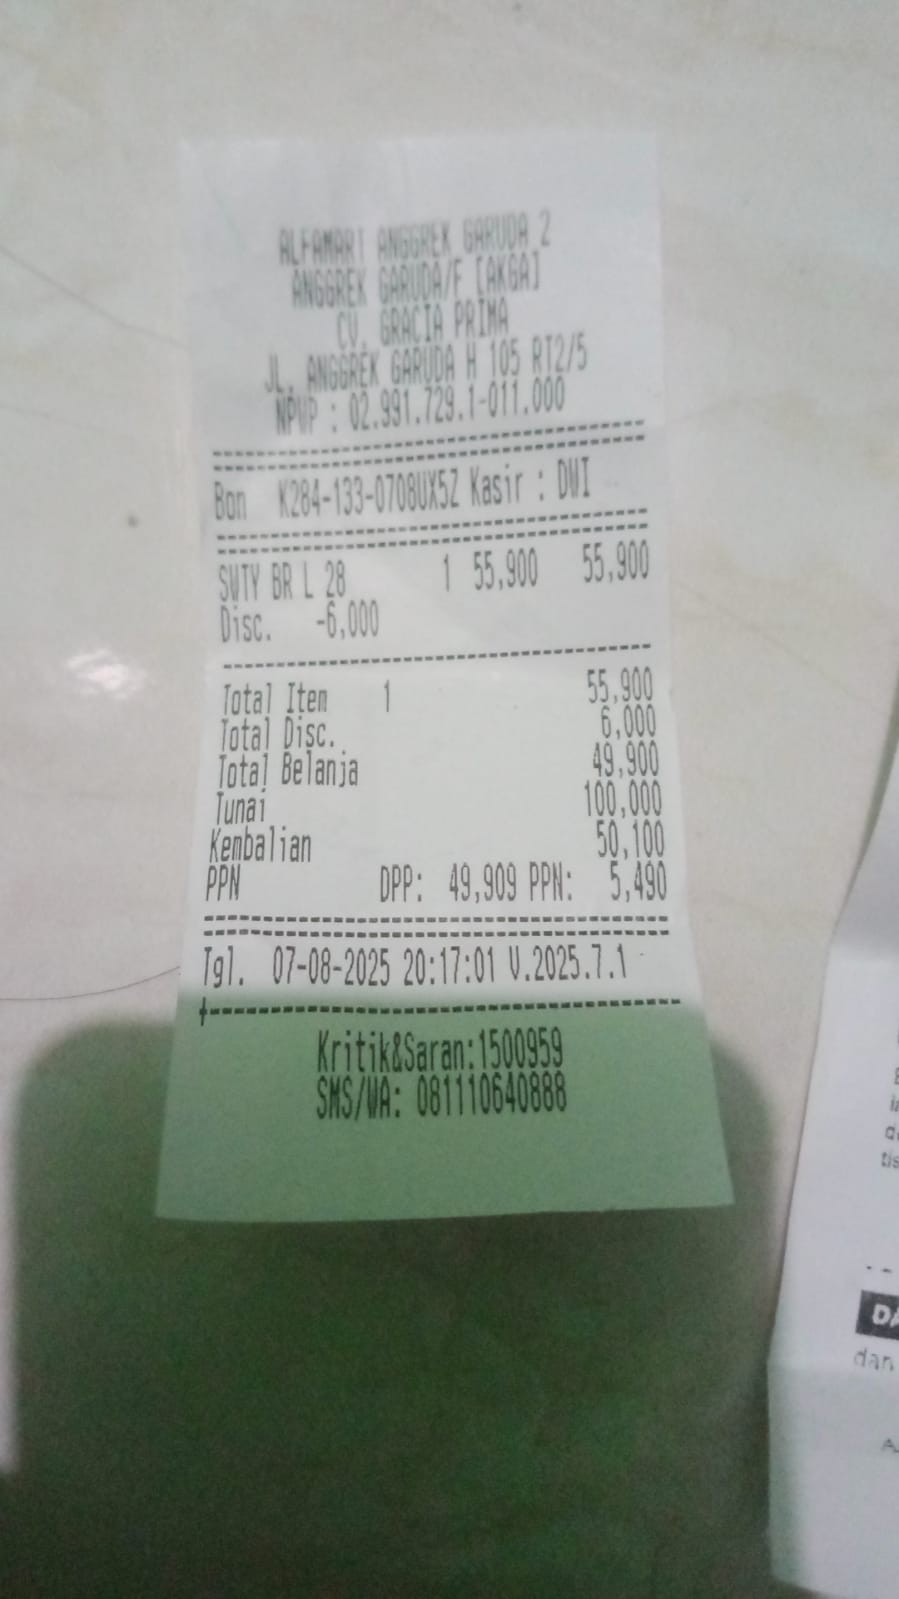 ALFAMART ANGGREK GARUDA 2
ANGGREK GARUDA/F [AKGA]
CV. GRACIA PRIMA
JL. ANGGREK GARUDA H 105 RT2/5
NPWP : 02.991.729.1-011.000
Bon K284-133-0708UX5Z Kasir : DWI
SWTY BR L 28 1 55,900 55,900
Disc. -6,000
Total Item 1 55,900
Total Disc. 6,000
Total Belanja 49,900
Tunai 100,000
Kembalian 50,100
PPN DPP: 49,909 PPN: 5,490
Tgl. 07-08-2025 20:17:01 V.2025.7.1
Kritik&Saran:1500959
SMS/WA: 081110640888
dan